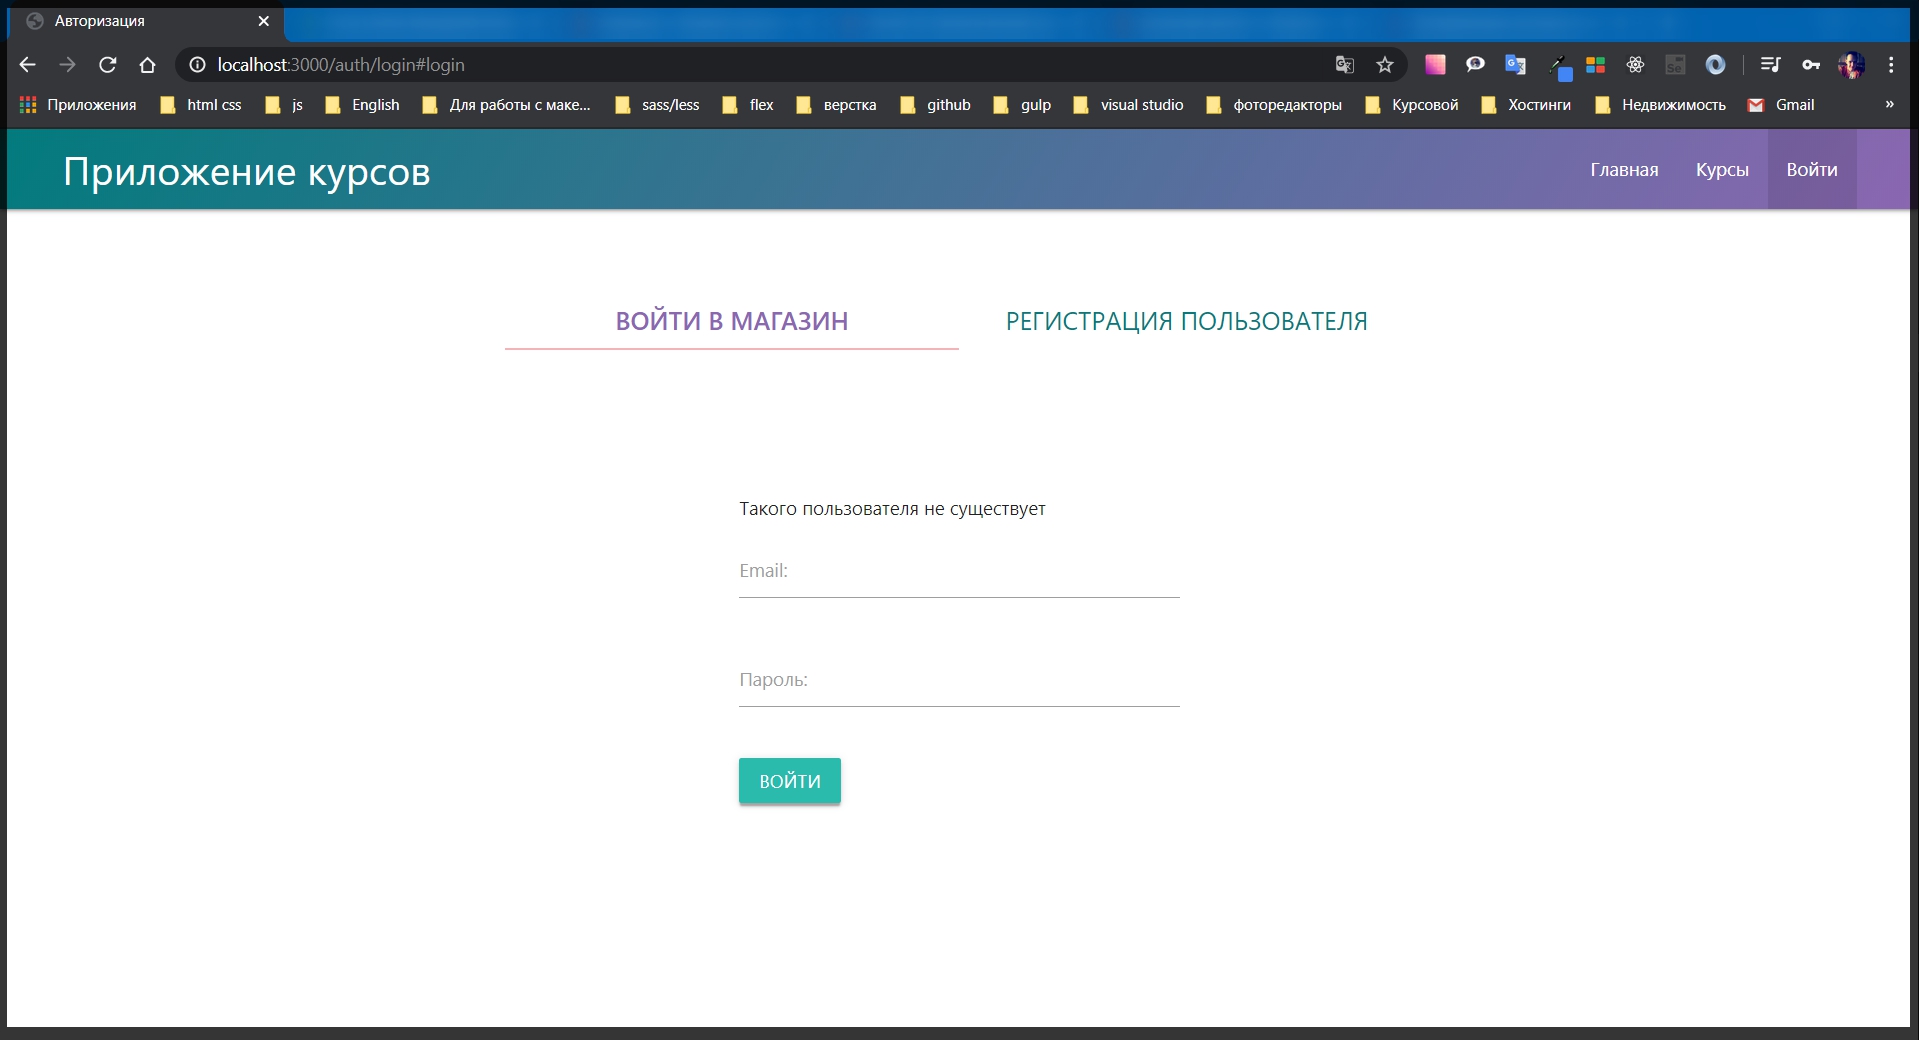 Авторизация
localhost:3000/auth/login#login
Приложения html css js English Для работы с маке... sass/less flex верстка github gulp visual studio фоторедакторы Курсовой Хостинги Недвижимость Gmail »
Приложение курсов Главная Курсы Войти
ВОЙТИ В МАГАЗИН РЕГИСТРАЦИЯ ПОЛЬЗОВАТЕЛЯ
Такого пользователя не существует
Email:
Пароль:
ВОЙТИ